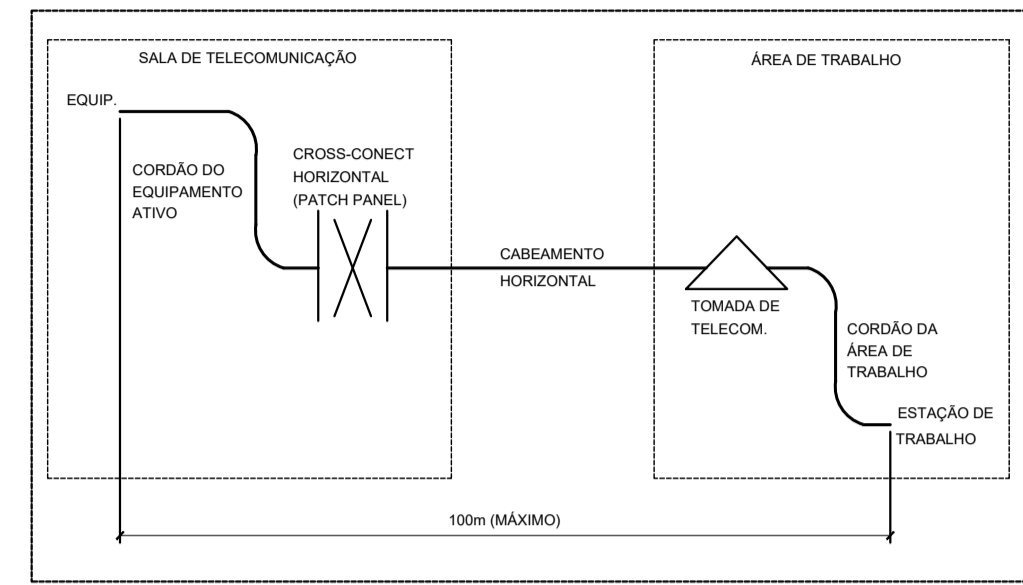 SALA DE TELECOMUNICAÇÃO
EQUIP.
CORDÃO DO
EQUIPAMENTO
ATIVO
CROSS-CONECT
HORIZONTAL
(PATCH PANEL)
CABEAMENTO
HORIZONTAL
ÁREA DE TRABALHO
TOMADA DE
TELECOM.
CORDÃO DA
ÁREA DE
TRABALHO
ESTAÇÃO DE
TRABALHO
100m (MÁXIMO)